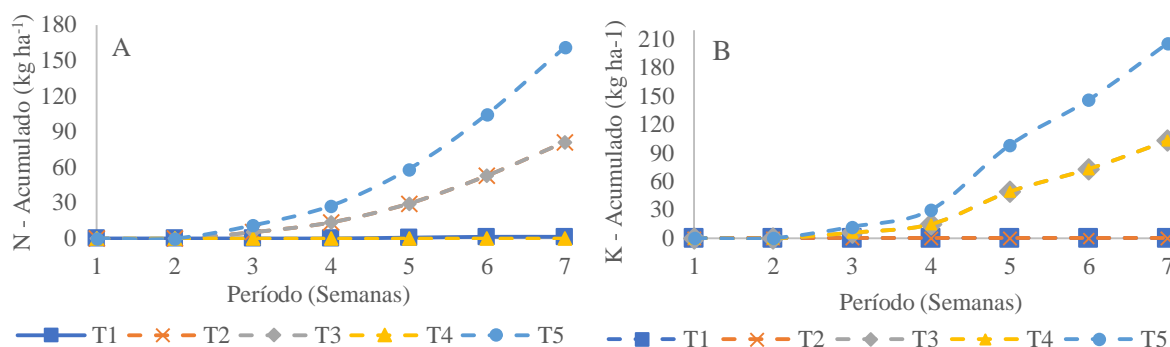 A
N - Acumulado (kg ha-1)
180
150
120
90
60
30
0
1 2 3 4 5 6 7
Período (Semanas)
T1 T2 T3 T4 T5
B
K - Acumulado (kg ha-1)
210
180
150
120
90
60
30
0
1 2 3 4 5 6 7
Período (Semanas)
T1 T2 T3 T4 T5